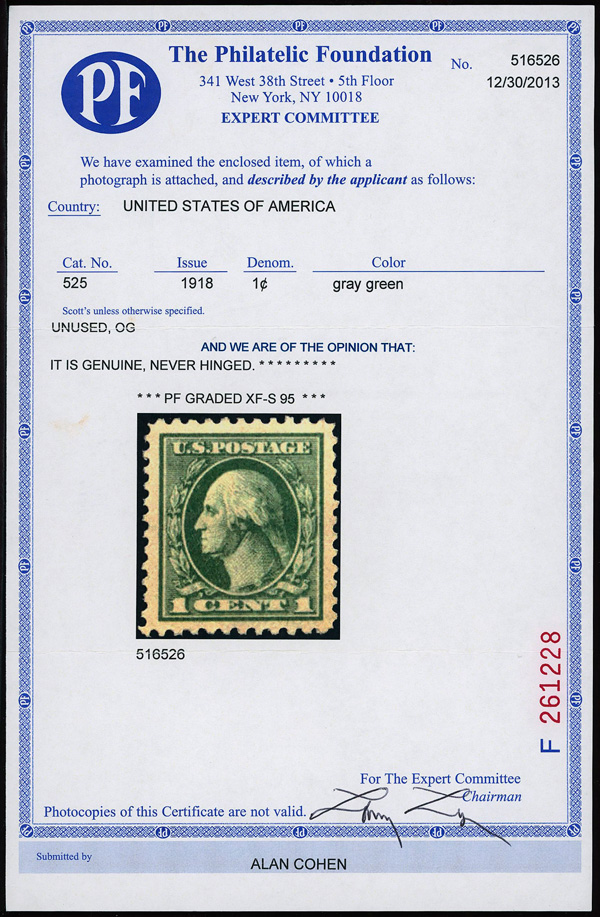 PF
The Philatelic Foundation
No. 516526
341 West 38th Street • 5th Floor
12/30/2013
New York, NY 10018
EXPERT COMMITTEE
We have examined the enclosed item, of which a
photograph is attached, and described by the applicant as follows:
Country: UNITED STATES OF AMERICA
Cat. No. Issue Denom. Color
525 1918 1¢ gray green
Scott's unless otherwise specified.
UNUSED, OG
AND WE ARE OF THE OPINION THAT:
IT IS GENUINE, NEVER HINGED. * * * * * * * * *
* * * PF GRADED XF-S 95 * * *
U.S. POSTAGE
1 CENT 1
516526
F 261228
For The Expert Committee
Chairman
Photocopies of this Certificate are not valid.
Submitted by
ALAN COHEN